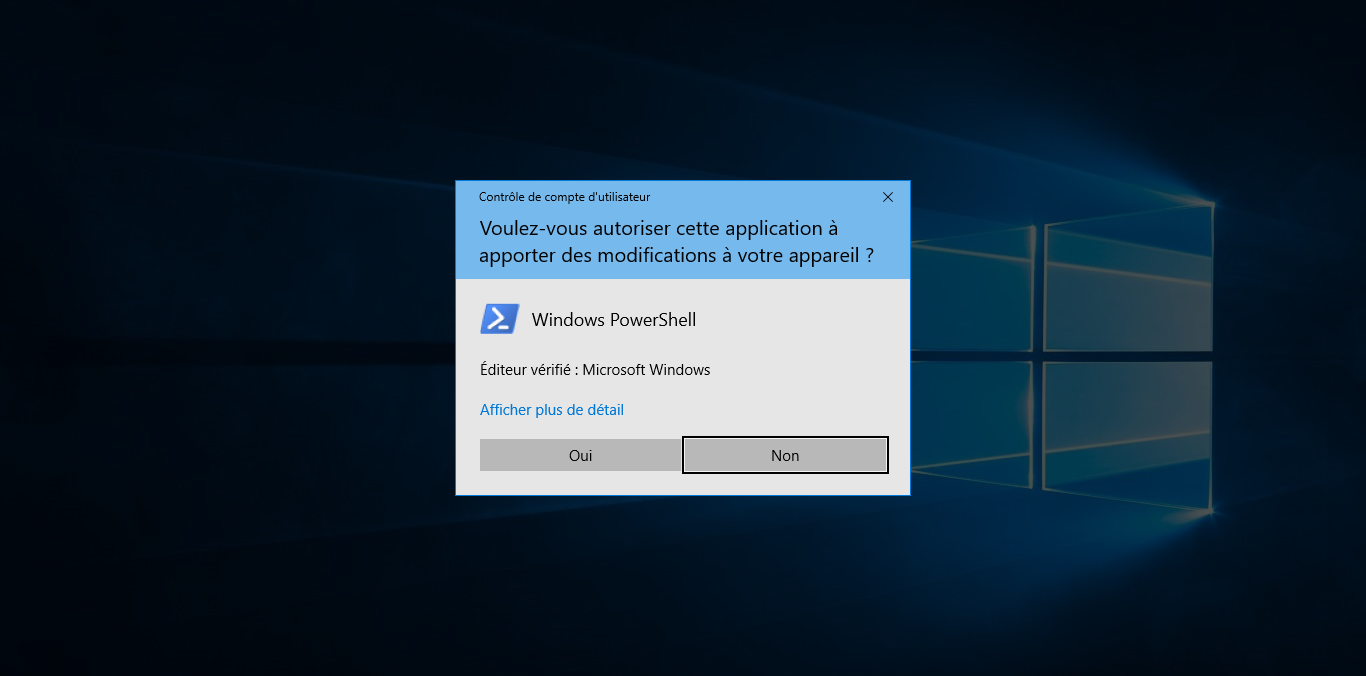 Contrôle de compte d'utilisateur
Voulez-vous autoriser cette application à
apporter des modifications à votre appareil ?
Windows PowerShell
Éditeur vérifié : Microsoft Windows
Afficher plus de détail
Oui
Non